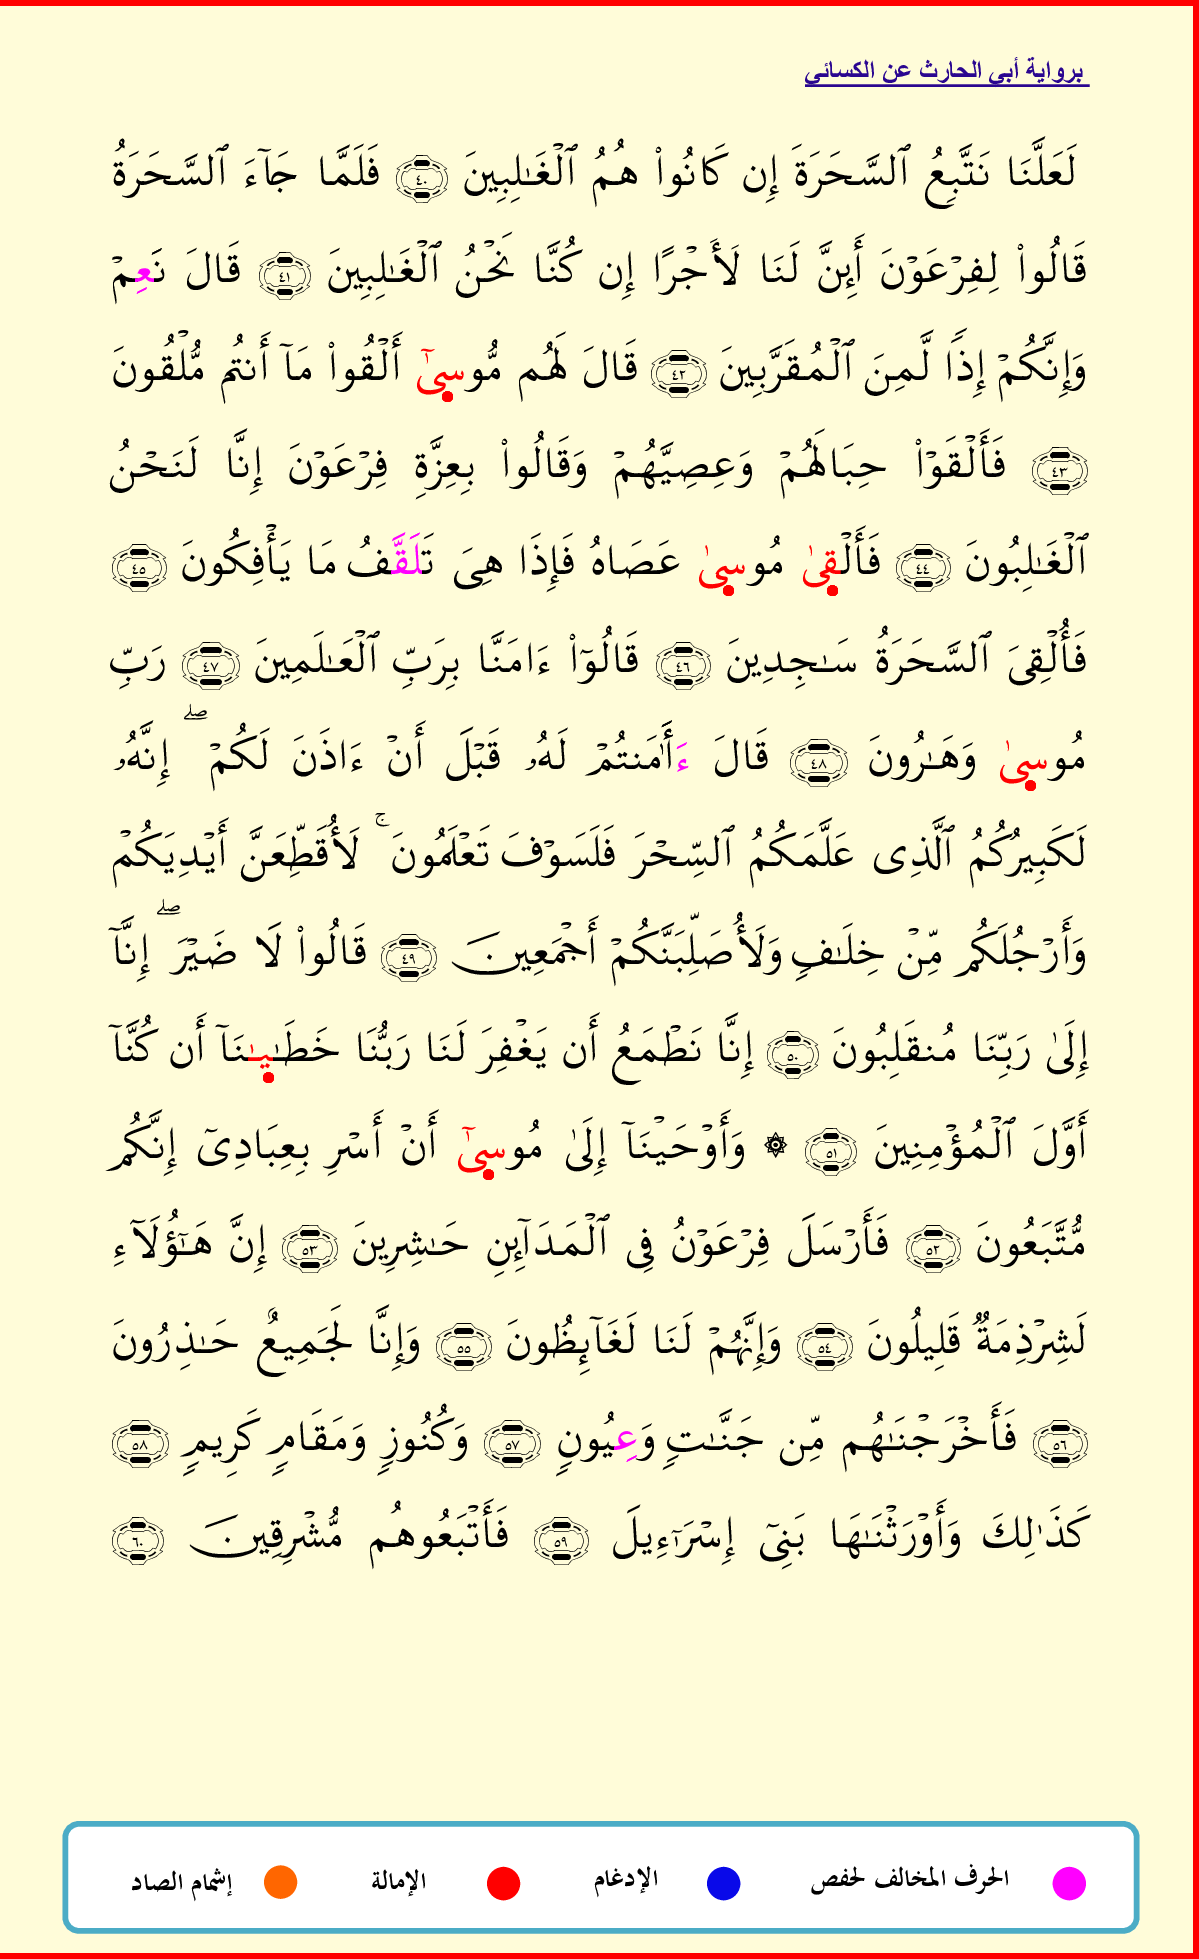 برواية أبي الحارث عن الكسائي
لَعَلَّنَا نَتَّبِعُ ٱلسَّحَرَةَ إِن كَانُوا۟ هُمُ ٱلْغَـٰلِبِينَ ٤٠ فَلَمَّا جَآءَ ٱلسَّحَرَةُ
قَالُوا۟ لِفِرْعَوْنَ أَئِنَّ لَنَا لَأَجْرًا إِن كُنَّا نَحْنُ ٱلْغَـٰلِبِينَ ٤١ قَالَ نَعِمْ
وَإِنَّكُمْ إِذًا لَّمِنَ ٱلْمُقَرَّبِينَ ٤٢ قَالَ لَهُم مُّوسِىٰٓ أَلْقُوا۟ مَآ أَنتُم مُّلْقُونَ
٤٣ فَأَلْقَوْا۟ حِبَالَهُمْ وَعِصِيَّهُمْ وَقَالُوا۟ بِعِزَّةِ فِرْعَوْنَ إِنَّا لَنَحْنُ
ٱلْغَـٰلِبُونَ ٤٤ فَأَلْقِىٰ مُوسِىٰ عَصَاهُ فَإِذَا هِىَ تَلَقَّفُ مَا يَأْفِكُونَ ٤٥
فَأُلْقِىَ ٱلسَّحَرَةُ سَـٰجِدِينَ ٤٦ قَالُوٓا۟ ءَامَنَّا بِرَبِّ ٱلْعَـٰلَمِينَ ٤٧ رَبِّ
مُوسِىٰ وَهَـٰرُونَ ٤٨ قَالَ ءَأَٰمَنتُمْ لَهُۥ قَبْلَ أَنْ ءَاذَنَ لَكُمْ ۖ إِنَّهُۥ
لَكَبِيرُكُمُ ٱلَّذِى عَلَّمَكُمُ ٱلسِّحْرَ فَلَسَوْفَ تَعْلَمُونَ ۚ لَأُقَطِّعَنَّ أَيْدِيَكُمْ
وَأَرْجُلَكُم مِّنْ خِلَـٰفٍ وَلَأُصَلِّبَنَّكُمْ أَجْمَعِينَ ٤٩ قَالُوا۟ لَا ضَيْرَ ۖ إِنَّآ
إِلَىٰ رَبِّنَا مُنقَلِبُونَ ٥٠ إِنَّا نَطْمَعُ أَن يَغْفِرَ لَنَا رَبُّنَا خَطَـٰيِـٰنَآ أَن كُنَّآ
أَوَّلَ ٱلْمُؤْمِنِينَ ٥١ ۞ وَأَوْحَيْنَآ إِلَىٰ مُوسِىٰٓ أَنْ أَسْرِ بِعِبَادِىٓ إِنَّكُم
مُّتَّبَعُونَ ٥٢ فَأَرْسَلَ فِرْعَوْنُ فِى ٱلْمَدَآئِنِ حَـٰشِرِينَ ٥٣ إِنَّ هَـٰٓؤُلَآءِ
لَشِرْذِمَةٌ قَلِيلُونَ ٥٤ وَإِنَّهُمْ لَنَا لَغَآئِظُونَ ٥٥ وَإِنَّا لَجَمِيعٌ حَـٰذِرُونَ
٥٦ فَأَخْرَجْنَـٰهُم مِّن جَنَّـٰتٍ وَعِيُونٍ ٥٧ وَكُنُوزٍ وَمَقَامٍ كَرِيمٍ ٥٨
كَذَٰلِكَ وَأَوْرَثْنَـٰهَا بَنِىٓ إِسْرَٰٓءِيلَ ٥٩ فَأَتْبَعُوهُم مُّشْرِقِينَ ٦٠
الحرف المخالف لحفص الإدغام الإمالة إشمام الصاد